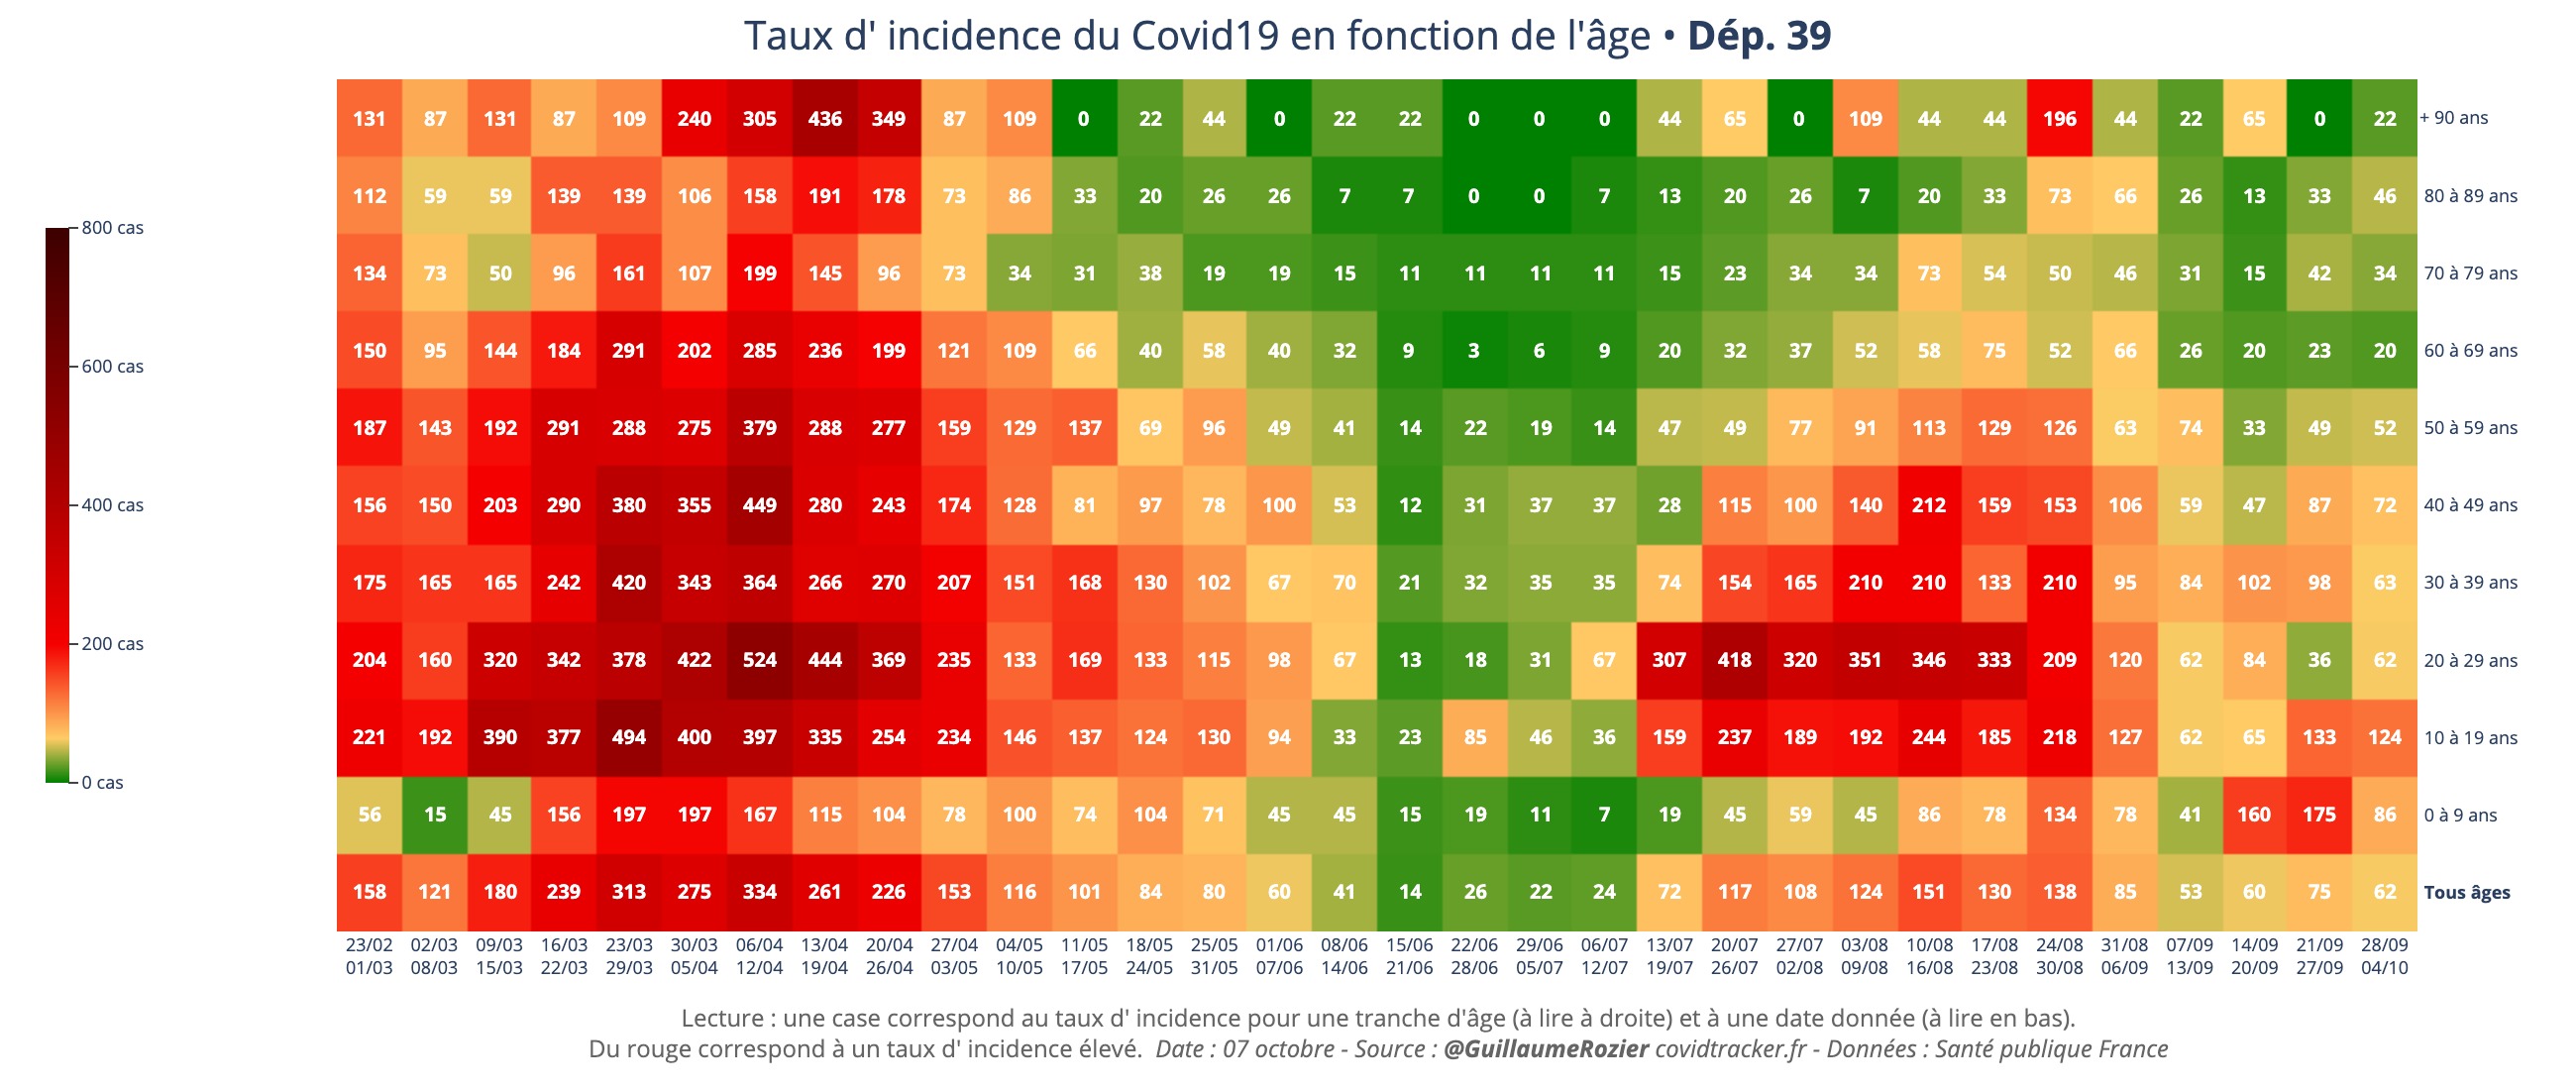 Taux d' incidence du Covid19 en fonction de l'âge • Dép. 39
800 cas
600 cas
400 cas
200 cas
0 cas
131 87 131 87 109 240 305 436 349 87 109 0 22 44 0 22 22 0 0 0 44 65 0 109 44 44 196 44 22 65 0 22 + 90 ans
112 59 59 139 139 106 158 191 178 73 86 33 20 26 26 7 7 0 0 7 13 20 26 7 20 33 73 66 26 13 33 46 80 à 89 ans
134 73 50 96 161 107 199 145 96 73 34 31 38 19 19 15 11 11 11 11 15 23 34 34 73 54 50 46 31 15 42 34 70 à 79 ans
150 95 144 184 291 202 285 236 199 121 109 66 40 58 40 32 9 3 6 9 20 32 37 52 58 75 52 66 26 20 23 20 60 à 69 ans
187 143 192 291 288 275 379 288 277 159 129 137 69 96 49 41 14 22 19 14 47 49 77 91 113 129 126 63 74 33 49 52 50 à 59 ans
156 150 203 290 380 355 449 280 243 174 128 81 97 78 100 53 12 31 37 37 28 115 100 140 212 159 153 106 59 47 87 72 40 à 49 ans
175 165 165 242 420 343 364 266 270 207 151 168 130 102 67 70 21 32 35 35 74 154 165 210 210 133 210 95 84 102 98 63 30 à 39 ans
204 160 320 342 378 422 524 444 369 235 133 169 133 115 98 67 13 18 31 67 307 418 320 351 346 333 209 120 62 84 36 62 20 à 29 ans
221 192 390 377 494 400 397 335 254 234 146 137 124 130 94 33 23 85 46 36 159 237 189 192 244 185 218 127 62 65 133 124 10 à 19 ans
56 15 45 156 197 197 167 115 104 78 100 74 104 71 45 45 15 19 11 7 19 45 59 45 86 78 134 78 41 160 175 86 0 à 9 ans
158 121 180 239 313 275 334 261 226 153 116 101 84 80 60 41 14 26 22 24 72 117 108 124 151 130 138 85 53 60 75 62 Tous âges
23/02 02/03 09/03 16/03 23/03 30/03 06/04 13/04 20/04 27/04 04/05 11/05 18/05 25/05 01/06 08/06 15/06 22/06 29/06 06/07 13/07 20/07 27/07 03/08 10/08 17/08 24/08 31/08 07/09 14/09 21/09 28/09
01/03 08/03 15/03 22/03 29/03 05/04 12/04 19/04 26/04 03/05 10/05 17/05 24/05 31/05 07/06 14/06 21/06 28/06 05/07 12/07 19/07 26/07 02/08 09/08 16/08 23/08 30/08 06/09 13/09 20/09 27/09 04/10
Lecture : une case correspond au taux d' incidence pour une tranche d'âge (à lire à droite) et à une date donnée (à lire en bas).
Du rouge correspond à un taux d' incidence élevé. Date : 07 octobre - Source : @GuillaumeRozier covidtracker.fr - Données : Santé publique France